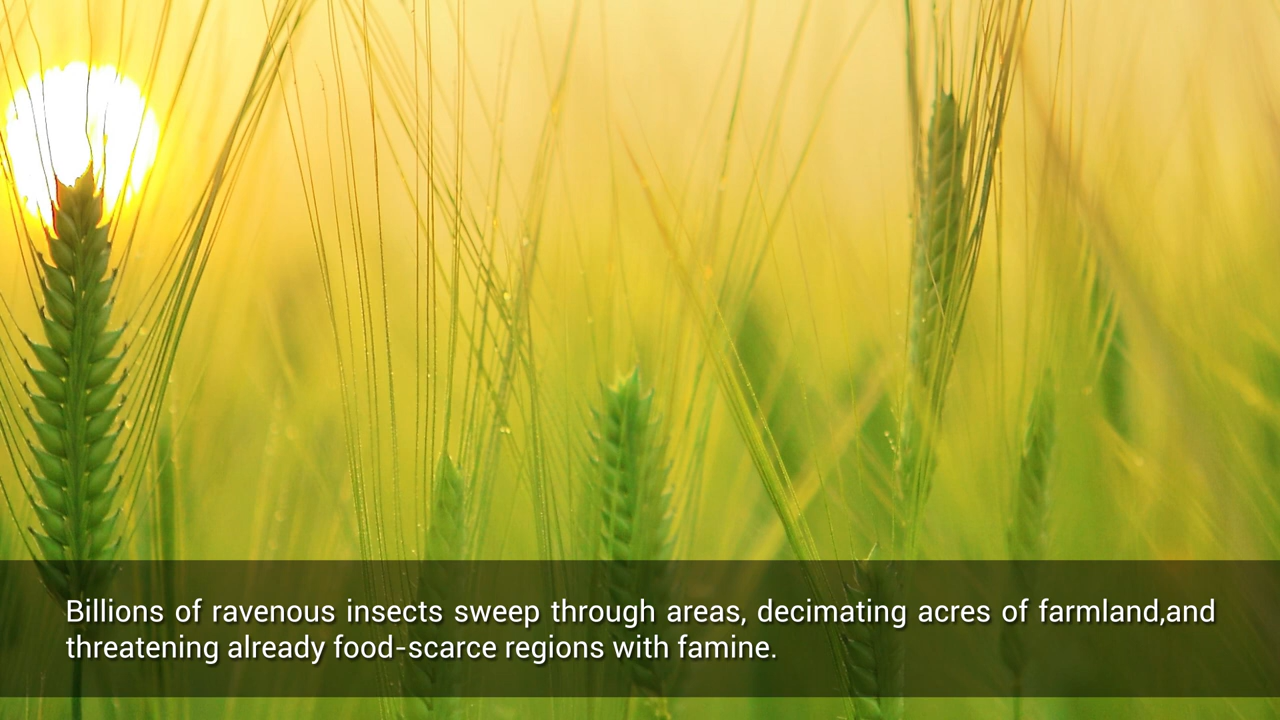 Billions of ravenous insects sweep through areas, decimating acres of farmland,and
threatening already food-scarce regions with famine.